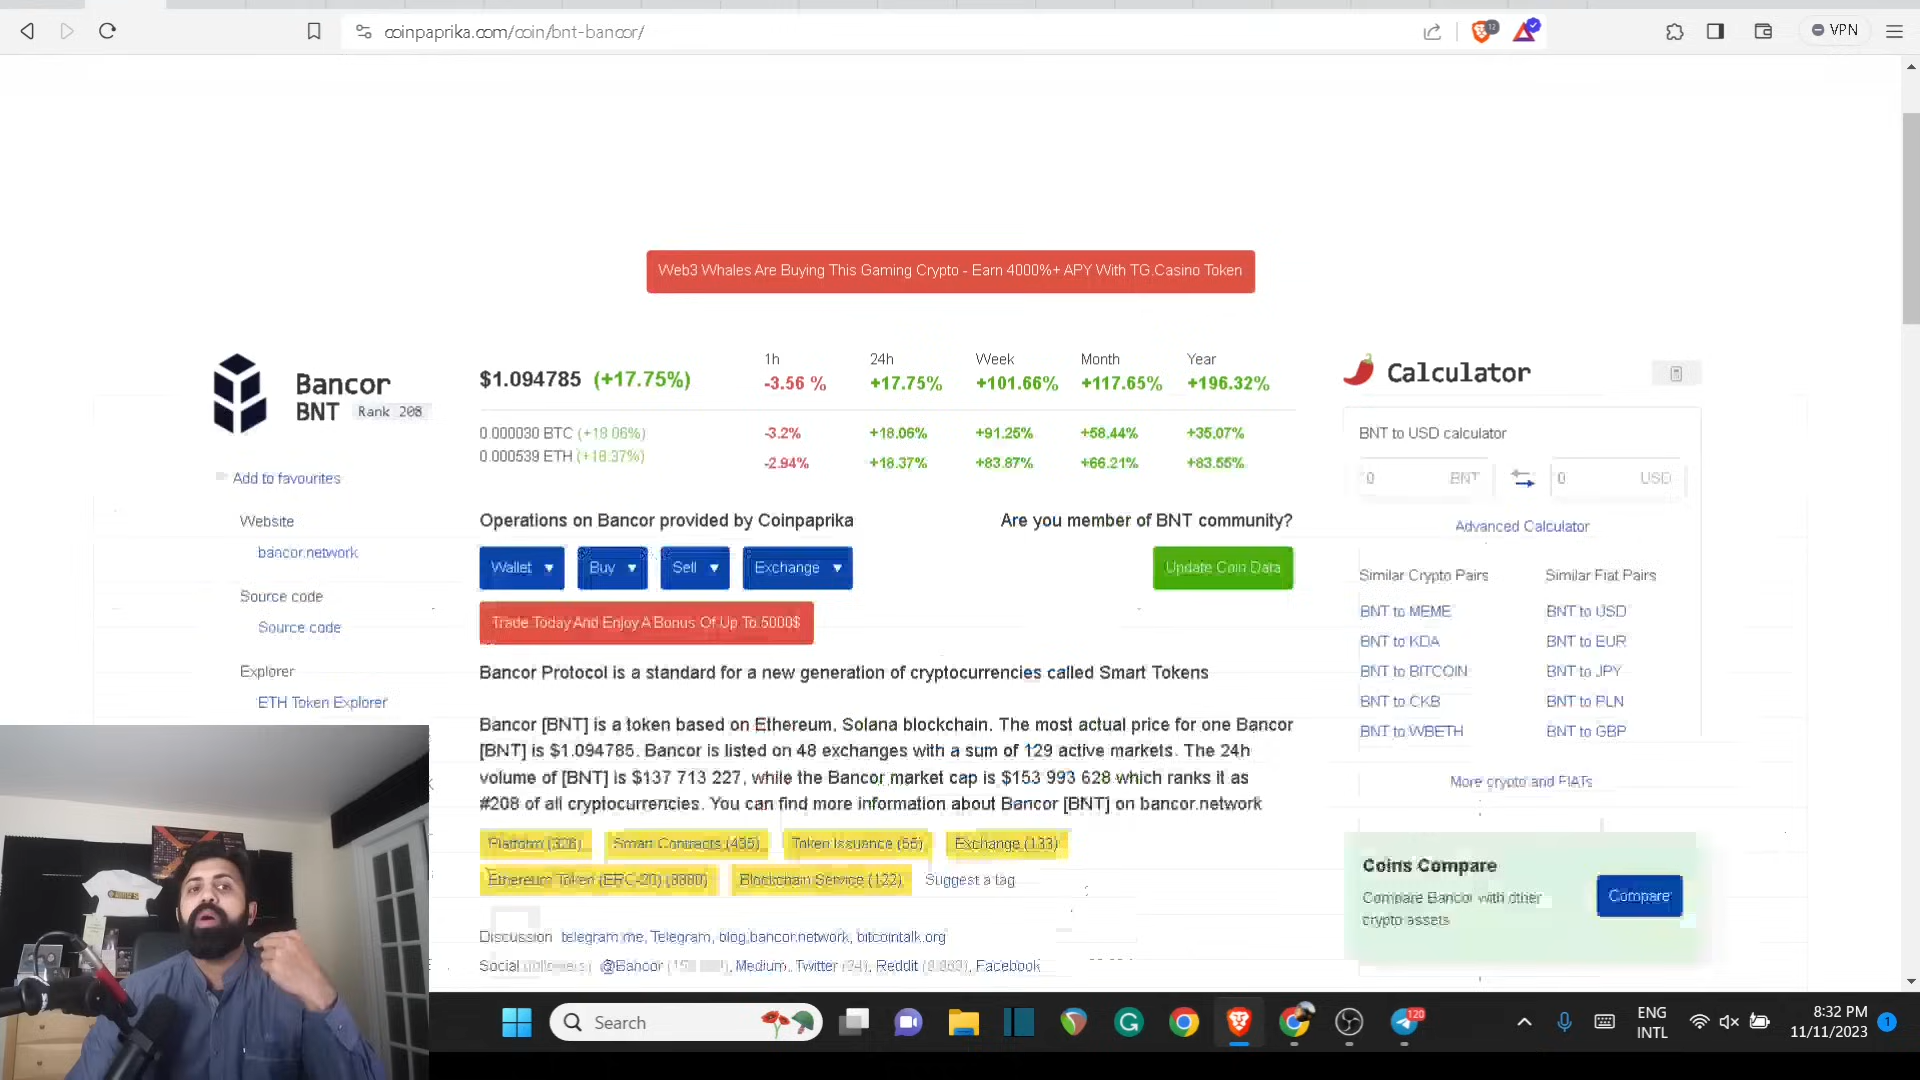 coinpaprika.com/coin/bnt-bancor/
VPN
Web3 Whales Are Buying This Gaming Crypto - Earn 4000%+ APY With TG.Casino Token
Bancor
BNT Rank 208
$1.094785 (+17.75%)
1h 24h Week Month Year
-3.56 % +17.75% +101.66% +117.65% +196.32%
0.000030 BTC (+18.06%) -3.2% +18.06% +91.25% +58.44% +35.07%
0.000539 ETH (+18.37%) -2.94% +18.37% +83.87% +66.21% +83.55%
Add to favourites
Website
bancor.network
Source code
Source code
Explorer
ETH Token Explorer
Operations on Bancor provided by Coinpaprika
Are you member of BNT community?
Wallet Buy Sell Exchange
Update Coin Data
Trade Today And Enjoy A Bonus Of Up To 5000$
Bancor Protocol is a standard for a new generation of cryptocurrencies called Smart Tokens
Bancor [BNT] is a token based on Ethereum, Solana blockchain. The most actual price for one Bancor
[BNT] is $1.094785. Bancor is listed on 48 exchanges with a sum of 129 active markets. The 24h
volume of [BNT] is $137 713 227, while the Bancor market cap is $153 993 628 which ranks it as
#208 of all cryptocurrencies. You can find more information about Bancor [BNT] on bancor.network
Platform (326) Smart Contracts (435) Token Issuance (55) Exchange (133)
Ethereum Token (ERC-20) Blockchain Service (122) Suggest a tag
Discussion telegram.me, Telegram, blog.bancor.network, bitcointalk.org
Social @Bancor Medium, Twitter Reddit Facebook
Calculator
BNT to USD calculator
0 BNT 0 USD
Advanced Calculator
Similar Crypto Pairs Similar Fiat Pairs
BNT to MEME BNT to USD
BNT to KDA BNT to EUR
BNT to BITCOIN BNT to JPY
BNT to CKB BNT to PLN
BNT to WBETH BNT to GBP
More crypto and FIATs
Coins Compare
Compare Bancor with other
crypto assets
Compare
Search
120
ENG
INTL
8:32 PM
11/11/2023
1